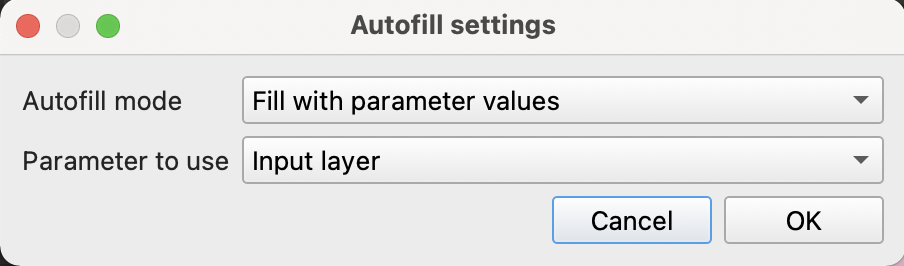 Autofill settings
Autofill mode Fill with parameter values
Parameter to use Input layer
Cancel OK